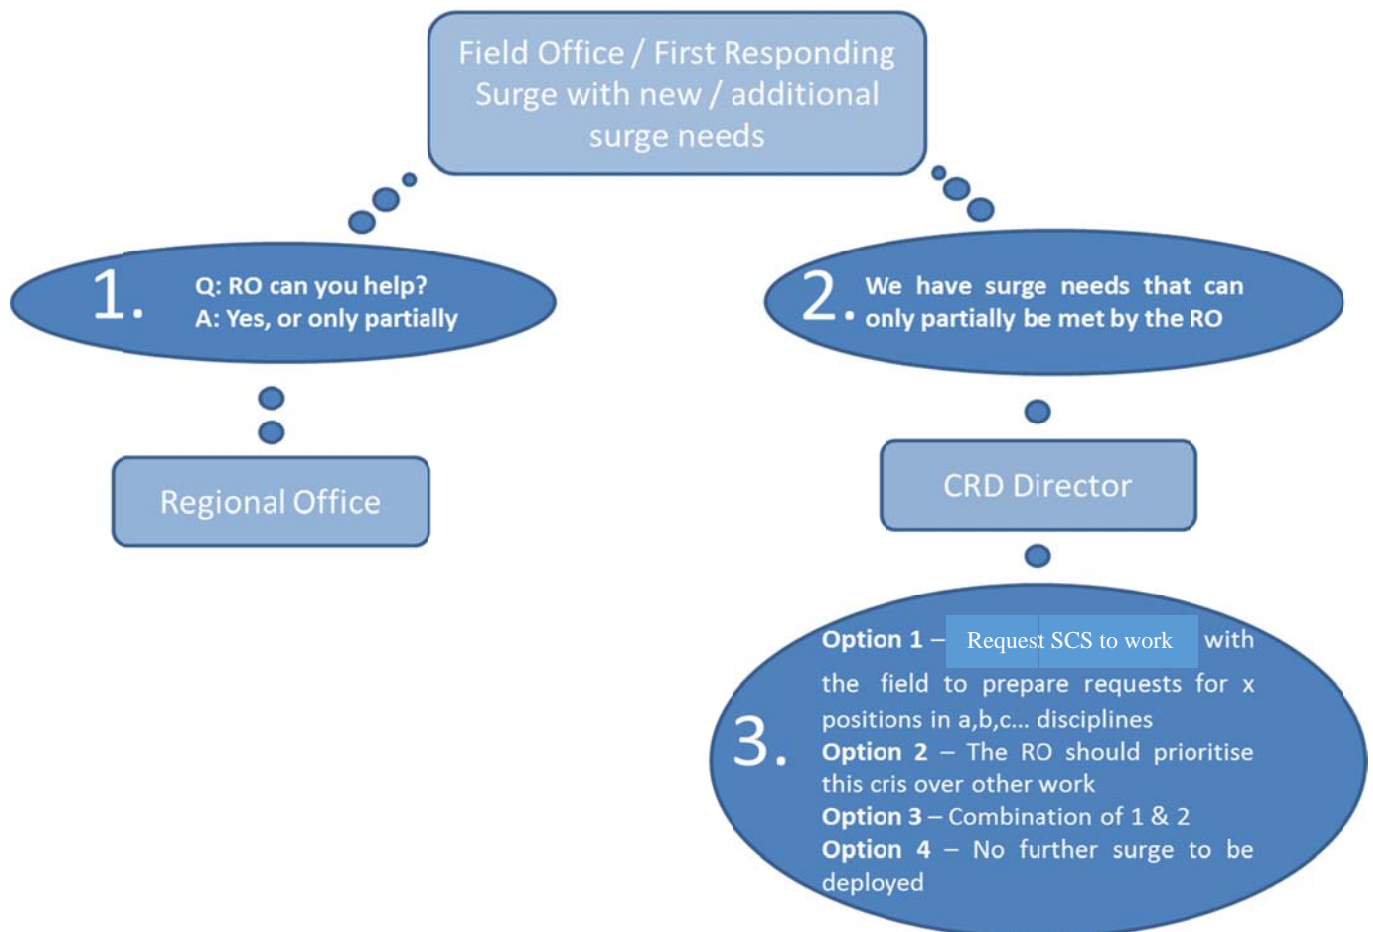 Field Office / First Responding
Surge with new / additional
surge needs
1.
Q: RO can you help?
A: Yes, or only partially
2.
We have surge needs that can
only partially be met by the RO
Regional Office
CRD Director
3.
Option 1 – Request SCS to work with
the field to prepare requests for x
positions in a,b,c... disciplines
Option 2 – The RO should prioritise
this cris over other work
Option 3 – Combination of 1 & 2
Option 4 – No further surge to be
deployed